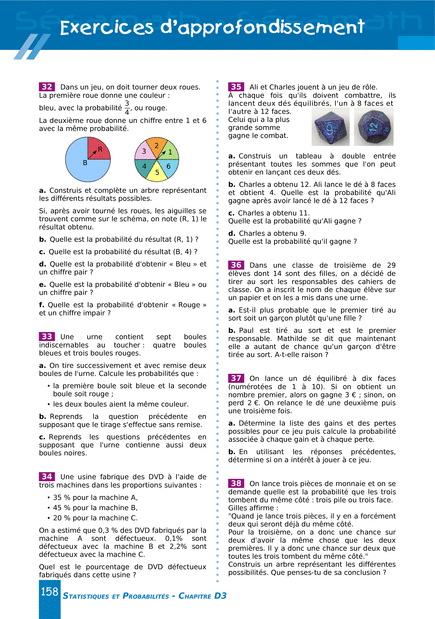 Exercices d'approfondissement
32 Dans un jeu, on doit tourner deux roues.
La première roue donne une couleur :
bleu, avec la probabilité 3/4, ou rouge.
La deuxième roue donne un chiffre entre 1 et 6
avec la même probabilité.
B
R
3
2
1
4
5
6
a. Construis et complète un arbre représentant
les différents résultats possibles.
Si, après avoir tourné les roues, les aiguilles se
trouvent comme sur le schéma, on note (R, 1) le
résultat obtenu.
b. Quelle est la probabilité du résultat (R, 1) ?
c. Quelle est la probabilité du résultat (B, 4) ?
d. Quelle est la probabilité d'obtenir « Bleu » et
un chiffre pair ?
e. Quelle est la probabilité d'obtenir « Bleu » ou
un chiffre pair ?
f. Quelle est la probabilité d'obtenir « Rouge »
et un chiffre impair ?
33 Une urne contient sept boules
indiscernables au toucher : quatre boules
bleues et trois boules rouges.
a. On tire successivement et avec remise deux
boules de l'urne. Calcule les probabilités que :
• la première boule soit bleue et la seconde
boule soit rouge ;
• les deux boules aient la même couleur.
b. Reprends la question précédente en
supposant que le tirage s'effectue sans remise.
c. Reprends les questions précédentes en
supposant que l'urne contienne aussi deux
boules noires.
34 Une usine fabrique des DVD à l'aide de
trois machines dans les proportions suivantes :
• 35 % pour la machine A,
• 45 % pour la machine B,
• 20 % pour la machine C.
On a estimé que 0,3 % des DVD fabriqués par la
machine A sont défectueux. 0,1% sont
défectueux avec la machine B et 2,2% sont
défectueux avec la machine C.
Quel est le pourcentage de DVD défectueux
fabriqués dans cette usine ?
35 Ali et Charles jouent à un jeu de rôle.
À chaque fois qu'ils doivent combattre, ils
lancent deux dés équilibrés, l'un à 8 faces et
l'autre à 12 faces.
Celui qui a la plus
grande somme
gagne le combat.
a. Construis un tableau à double entrée
présentant toutes les sommes que l'on peut
obtenir en lançant ces deux dés.
b. Charles a obtenu 12. Ali lance le dé à 8 faces
et obtient 4. Quelle est la probabilité qu'Ali
gagne après avoir lancé le dé à 12 faces ?
c. Charles a obtenu 11.
Quelle est la probabilité qu'Ali gagne ?
d. Charles a obtenu 9.
Quelle est la probabilité qu'il gagne ?
36 Dans une classe de troisième de 29
élèves dont 14 sont des filles, on a décidé de
tirer au sort les responsables des cahiers de
classe. On a inscrit le nom de chaque élève sur
un papier et on les a mis dans une urne.
a. Est-il plus probable que le premier tiré au
sort soit un garçon plutôt qu'une fille ?
b. Paul est tiré au sort et est le premier
responsable. Mathilde se dit que maintenant
elle a autant de chance qu'un garçon d'être
tirée au sort. A-t-elle raison ?
37 On lance un dé équilibré à dix faces
(numérotées de 1 à 10). Si on obtient un
nombre premier, alors on gagne 3 € ; sinon, on
perd 2 €. On relance le dé une deuxième puis
une troisième fois.
a. Détermine la liste des gains et des pertes
possibles pour ce jeu puis calcule la probabilité
associée à chaque gain et à chaque perte.
b. En utilisant les réponses précédentes,
détermine si on a intérêt à jouer à ce jeu.
38 On lance trois pièces de monnaie et on se
demande quelle est la probabilité que les trois
tombent du même côté : trois pile ou trois face.
Gilles affirme :
"Quand je lance trois pièces, il y en a forcément
deux qui seront déjà du même côté.
Pour la troisième, on a donc une chance sur
deux d'avoir la même chose que les deux
premières. Il y a donc une chance sur deux que
toutes les trois tombent du même côté."
Construis un arbre représentant les différentes
possibilités. Que penses-tu de sa conclusion ?
158 STATISTIQUES ET PROBABILITÉS - CHAPITRE D3